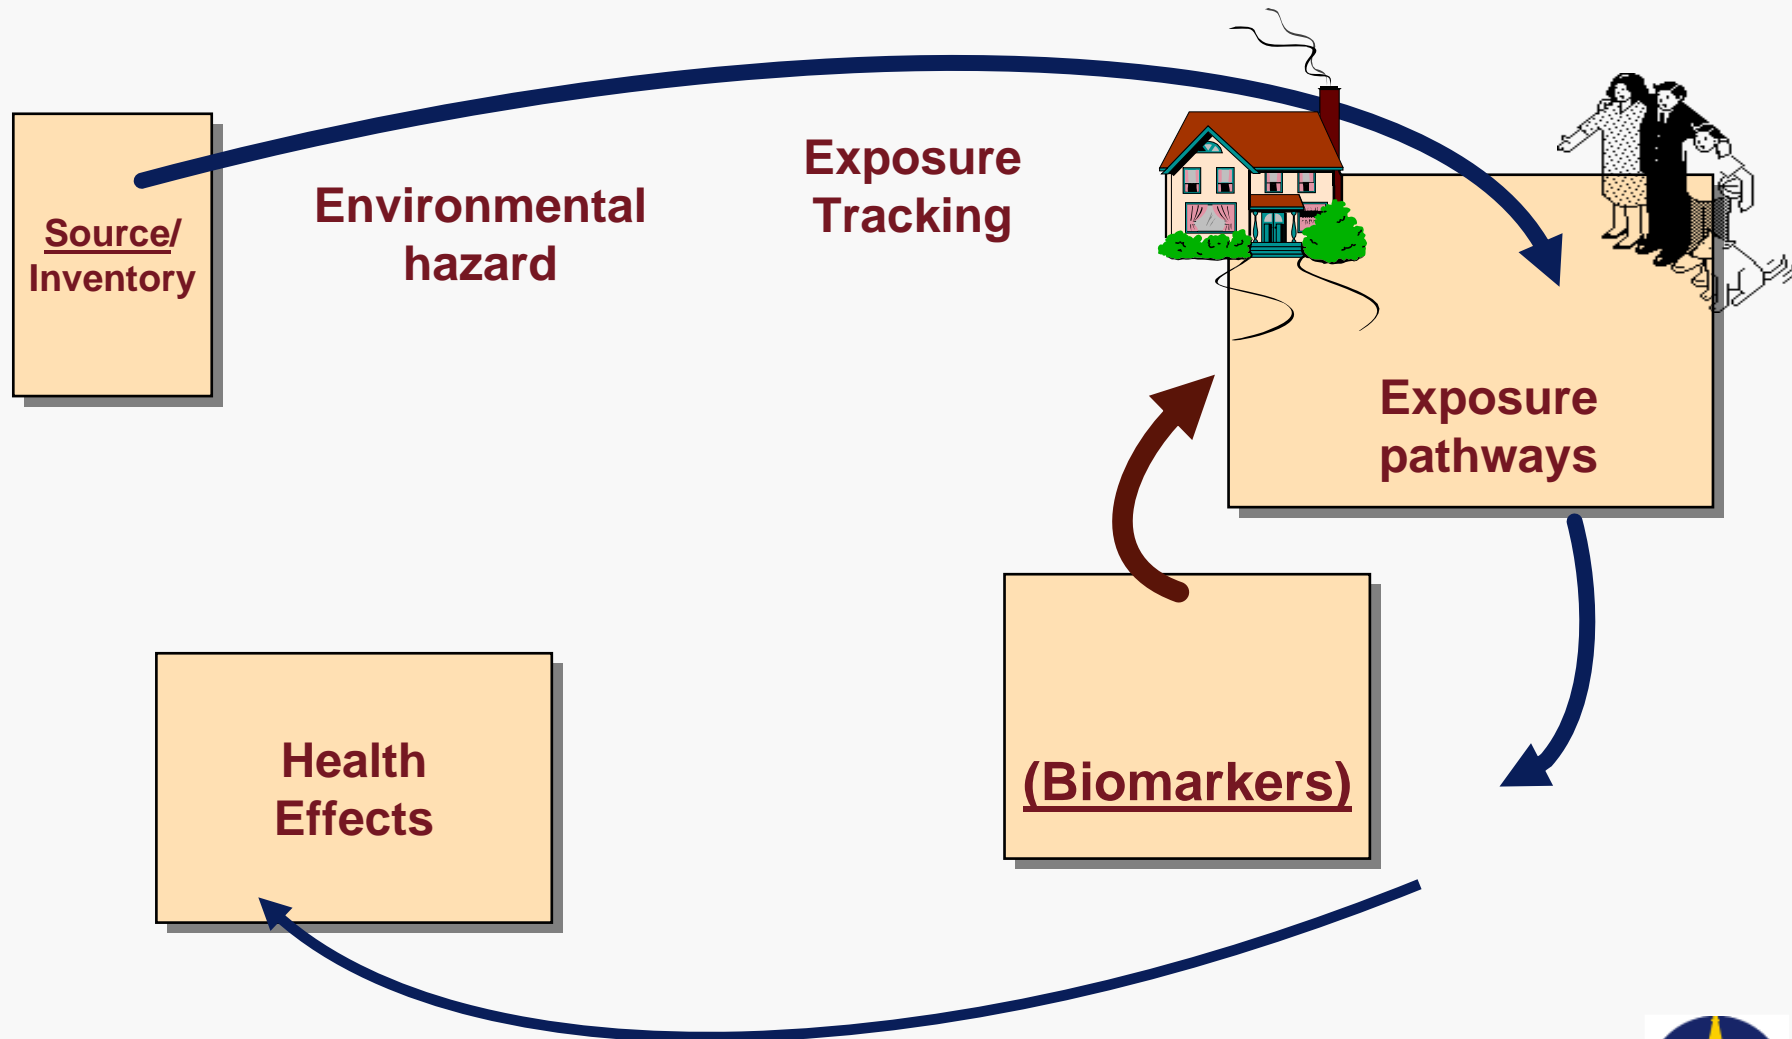 Source/
Inventory
Environmental
hazard
Exposure
Tracking
Exposure
pathways
(Biomarkers)
Health
Effects